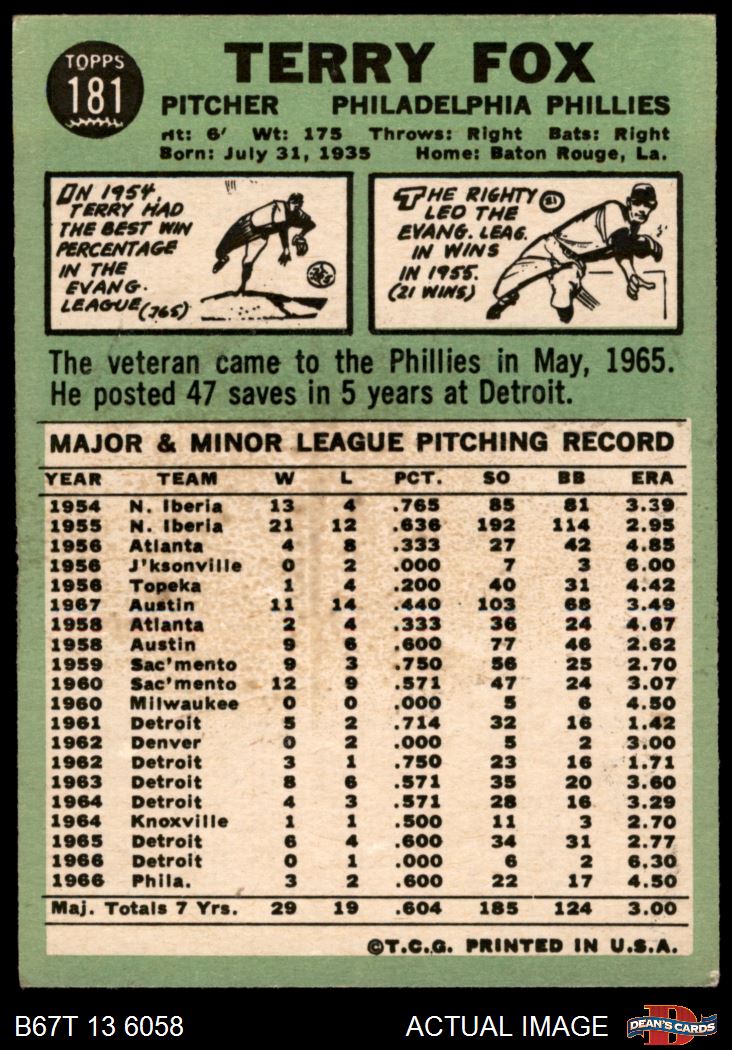 TOPPS
181
TERRY FOX
PITCHER PHILADELPHIA PHILLIES
Ht: 6' Wt: 175 Throws: Right Bats: Right
Born: July 31, 1935 Home: Baton Rouge, La.
IN 1954
TERRY HAD
THE BEST WIN
PERCENTAGE
IN THE
EVANG.
LEAGUE (.765)
THE RIGHTY
LED THE
EVANG. LEAG.
IN WINS
IN 1955.
(21 WINS)
The veteran came to the Phillies in May, 1965.
He posted 47 saves in 5 years at Detroit.
MAJOR & MINOR LEAGUE PITCHING RECORD
YEAR TEAM W L PCT. SO BB ERA
1954 N. Iberia 13 4 .765 85 81 3.39
1955 N. Iberia 21 12 .636 192 114 2.95
1956 Atlanta 4 8 .333 27 42 4.85
1956 J'ksonville 0 2 .000 7 3 6.00
1956 Topeka 1 4 .200 40 31 4.42
1967 Austin 11 14 .440 103 68 3.49
1958 Atlanta 2 4 .333 36 24 4.67
1958 Austin 9 6 .600 77 46 2.62
1959 Sac'mento 9 3 .750 56 25 2.70
1960 Sac'mento 12 9 .571 47 24 3.07
1960 Milwaukee 0 0 .000 5 6 4.50
1961 Detroit 5 2 .714 32 16 1.42
1962 Denver 0 2 .000 5 2 3.00
1962 Detroit 3 1 .750 23 16 1.71
1963 Detroit 8 6 .571 35 20 3.60
1964 Detroit 4 3 .571 28 16 3.29
1964 Knoxville 1 1 .500 11 3 2.70
1965 Detroit 6 4 .600 34 31 2.77
1966 Detroit 0 1 .000 6 2 6.30
1966 Phila. 3 2 .600 22 17 4.50
Maj. Totals 7 Yrs. 29 19 .604 185 124 3.00
©T.C.G. PRINTED IN U.S.A.
B67T 13 6058 ACTUAL IMAGE
DEAN'S CARDS